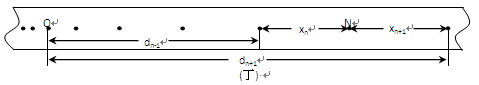 O N
xₙ xₙ₊₁
dₙ₋₁
dₙ₊₁
(丁)